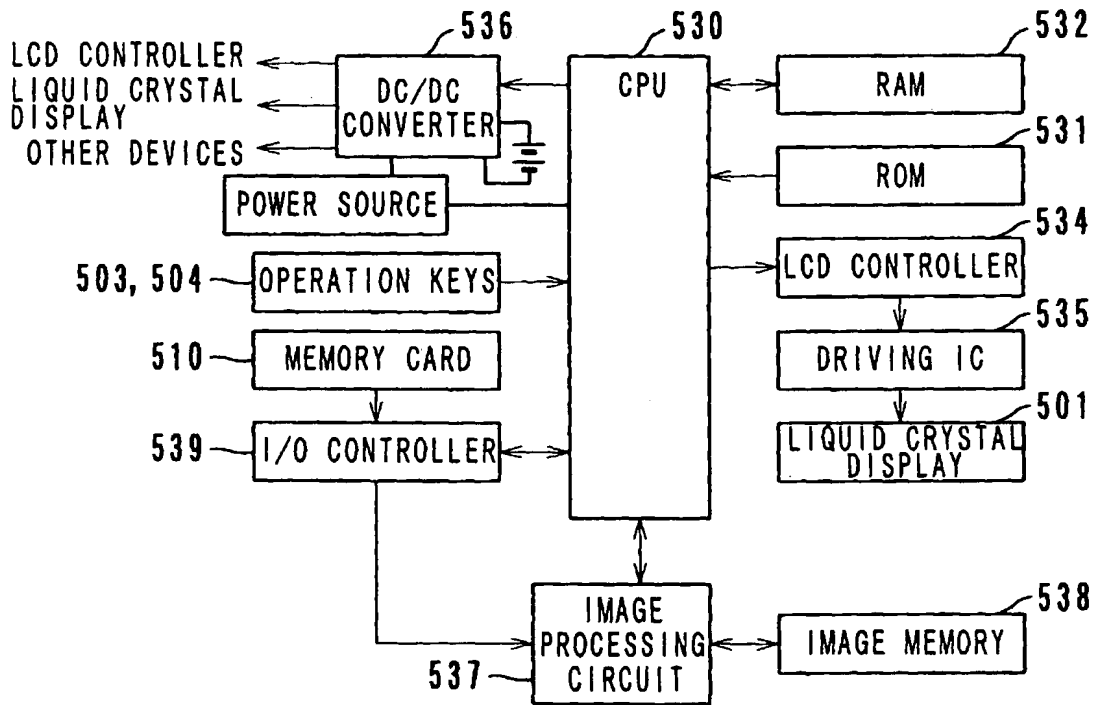 536
530
532
LCD CONTROLLER
LIQUID CRYSTAL
DISPLAY
OTHER DEVICES
DC/DC
CONVERTER
CPU
RAM
531
ROM
POWER SOURCE
534
503, 504
OPERATION KEYS
LCD CONTROLLER
535
510
MEMORY CARD
DRIVING IC
501
539
I/O CONTROLLER
LIQUID CRYSTAL
DISPLAY
538
IMAGE
PROCESSING
CIRCUIT
IMAGE MEMORY
537